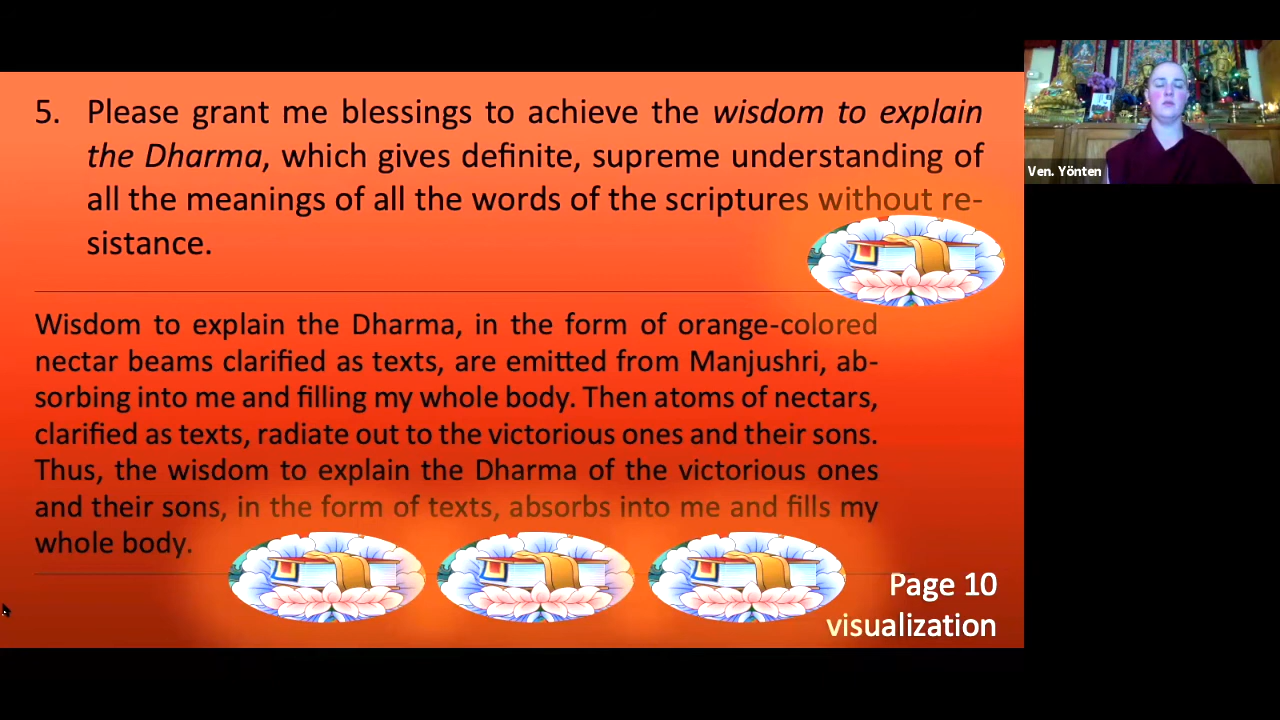 5. Please grant me blessings to achieve the wisdom to explain
the Dharma, which gives definite, supreme understanding of
all the meanings of all the words of the scriptures without re-
sistance.
Wisdom to explain the Dharma, in the form of orange-colored
nectar beams clarified as texts, are emitted from Manjushri, ab-
sorbing into me and filling my whole body. Then atoms of nectars,
clarified as texts, radiate out to the victorious ones and their sons.
Thus, the wisdom to explain the Dharma of the victorious ones
and their sons, in the form of texts, absorbs into me and fills my
whole body.
Page 10
visualization
Ven. Yönten